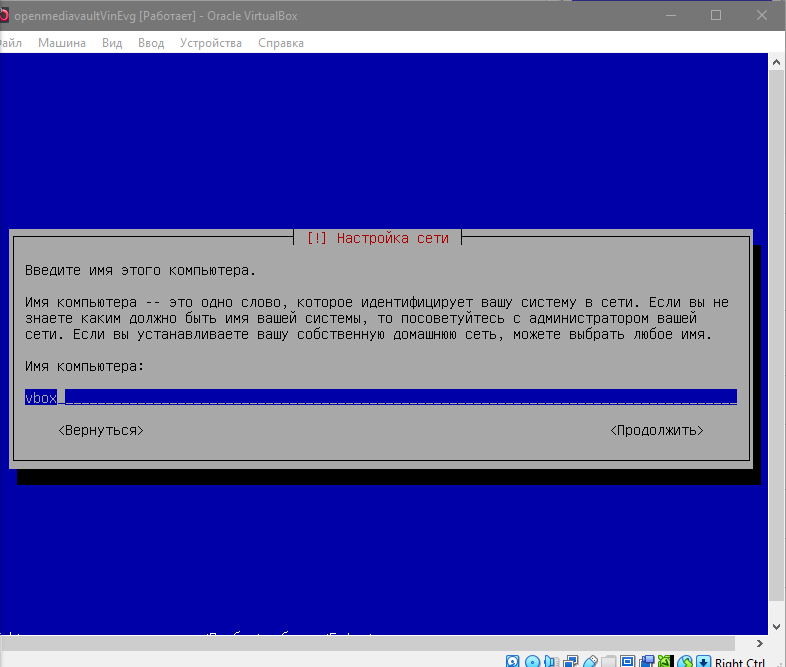 openmediavaultVinEvg [Работает] - Oracle VirtualBox
Машина Вид Ввод Устройства Справка
[!] Настройка сети
Введите имя этого компьютера.
Имя компьютера -- это одно слово, которое идентифицирует вашу систему в сети. Если вы не
знаете каким должно быть имя вашей системы, то посоветуйтесь с администратором вашей
сети. Если вы устанавливаете вашу собственную домашнюю сеть, можете выбрать любое имя.
Имя компьютера:
vbox
<Вернуться> <Продолжить>
Right Ctrl